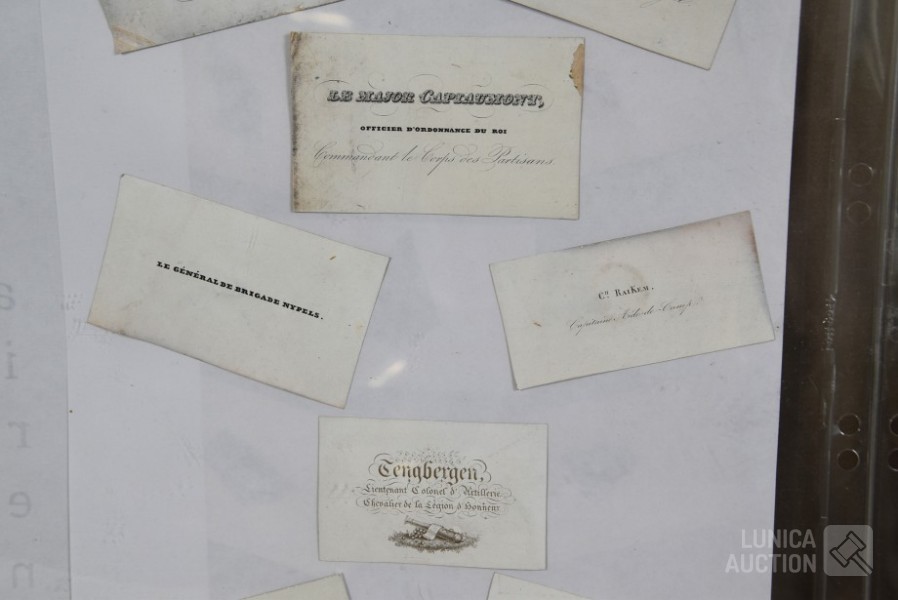 LE MAJOR CAPIAUMONT,
OFFICIER D'ORDONNANCE DU ROI
Commandant le Corps des Partisans
LE GÉNÉRAL DE BRIGADE NYPELS.
Cs. RAIKEM.
Capitaine Aide-de-Camp.
Tengbergen,
Lieutenant Colonel d'Artillerie
Chevalier de la Légion d'Honneur
LUNICA
AUCTION